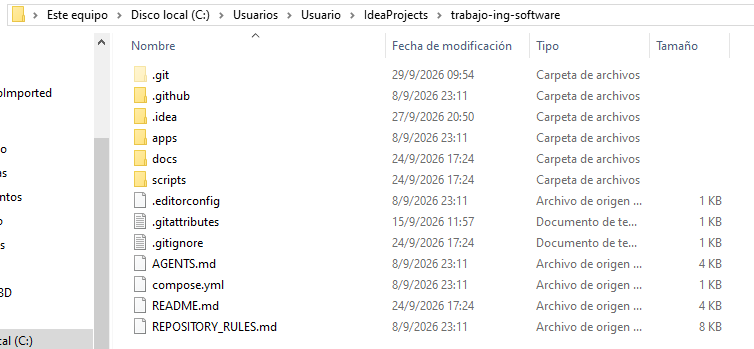 Este equipo > Disco local (C:) > Usuarios > Usuario > IdeaProjects > trabajo-ing-software
Nombre Fecha de modificación Tipo Tamaño
.git 29/9/2026 09:54 Carpeta de archivos
.github 8/9/2026 23:11 Carpeta de archivos
.idea 27/9/2026 20:50 Carpeta de archivos
apps 8/9/2026 23:11 Carpeta de archivos
docs 24/9/2026 17:24 Carpeta de archivos
scripts 24/9/2026 17:24 Carpeta de archivos
.editorconfig 8/9/2026 23:11 Archivo de origen ... 1 KB
.gitattributes 15/9/2026 11:57 Documento de te... 1 KB
.gitignore 24/9/2026 17:24 Documento de te... 1 KB
AGENTS.md 8/9/2026 23:11 Archivo de origen ... 4 KB
compose.yml 8/9/2026 23:11 Archivo de origen ... 1 KB
README.md 24/9/2026 17:24 Archivo de origen ... 4 KB
REPOSITORY_RULES.md 8/9/2026 23:11 Archivo de origen ... 8 KB